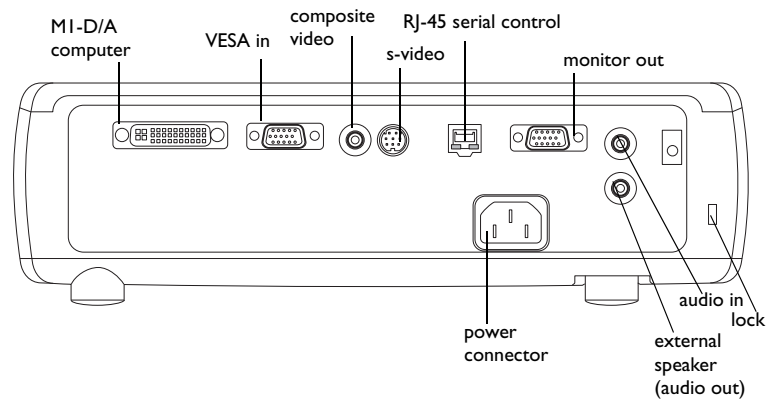 M1-D/A
computer
VESA in
composite
video
s-video
RJ-45 serial control
monitor out
audio in
lock
power
connector
external
speaker
(audio out)